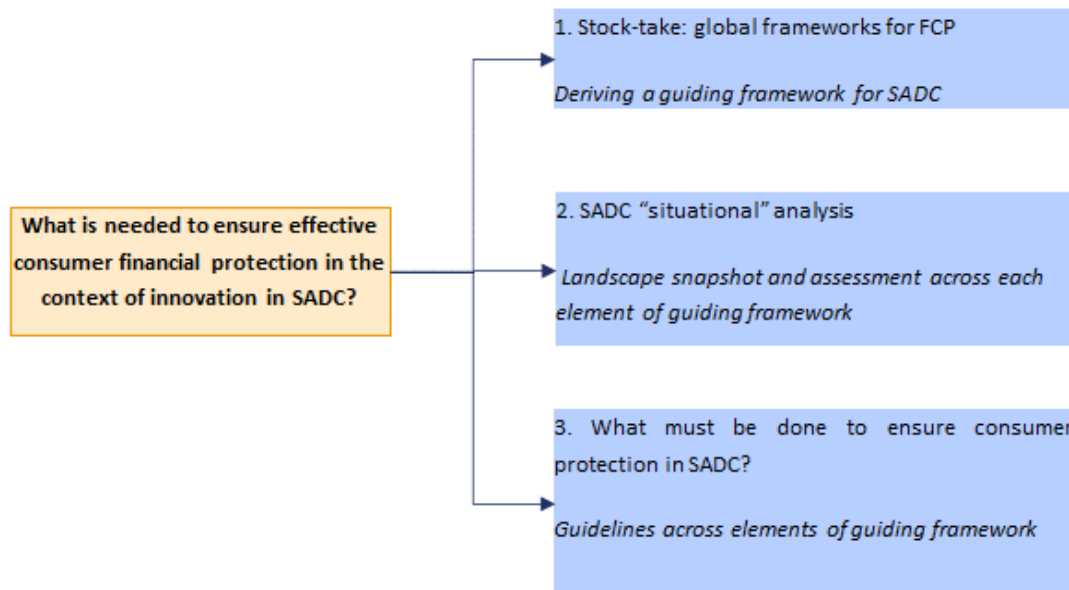 1. Stock-take: global frameworks for FCP
Deriving a guiding framework for SADC
What is needed to ensure effective
consumer financial protection in the
context of innovation in SADC?
2. SADC “situational” analysis
Landscape snapshot and assessment across each
element of guiding framework
3. What must be done to ensure consumer
protection in SADC?
Guidelines across elements of guiding framework